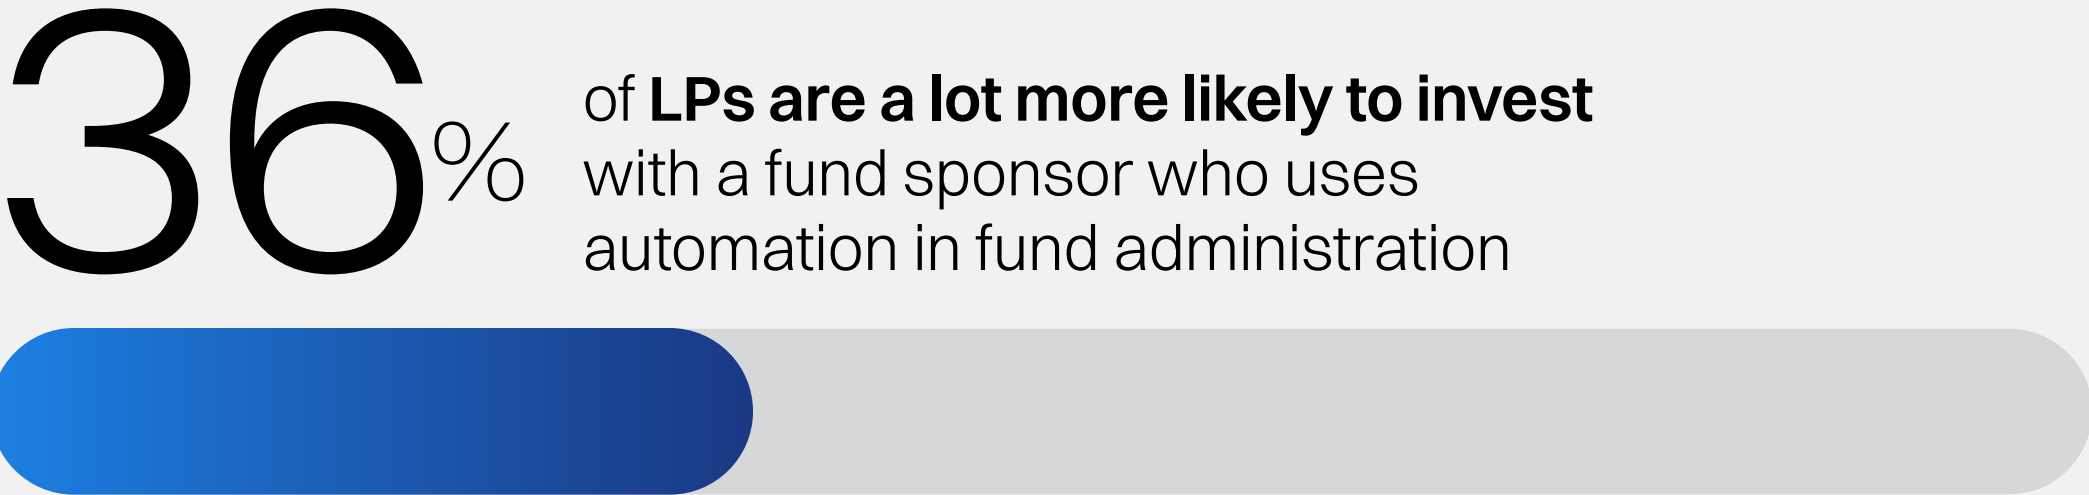 36%
of LPs are a lot more likely to invest
with a fund sponsor who uses
automation in fund administration